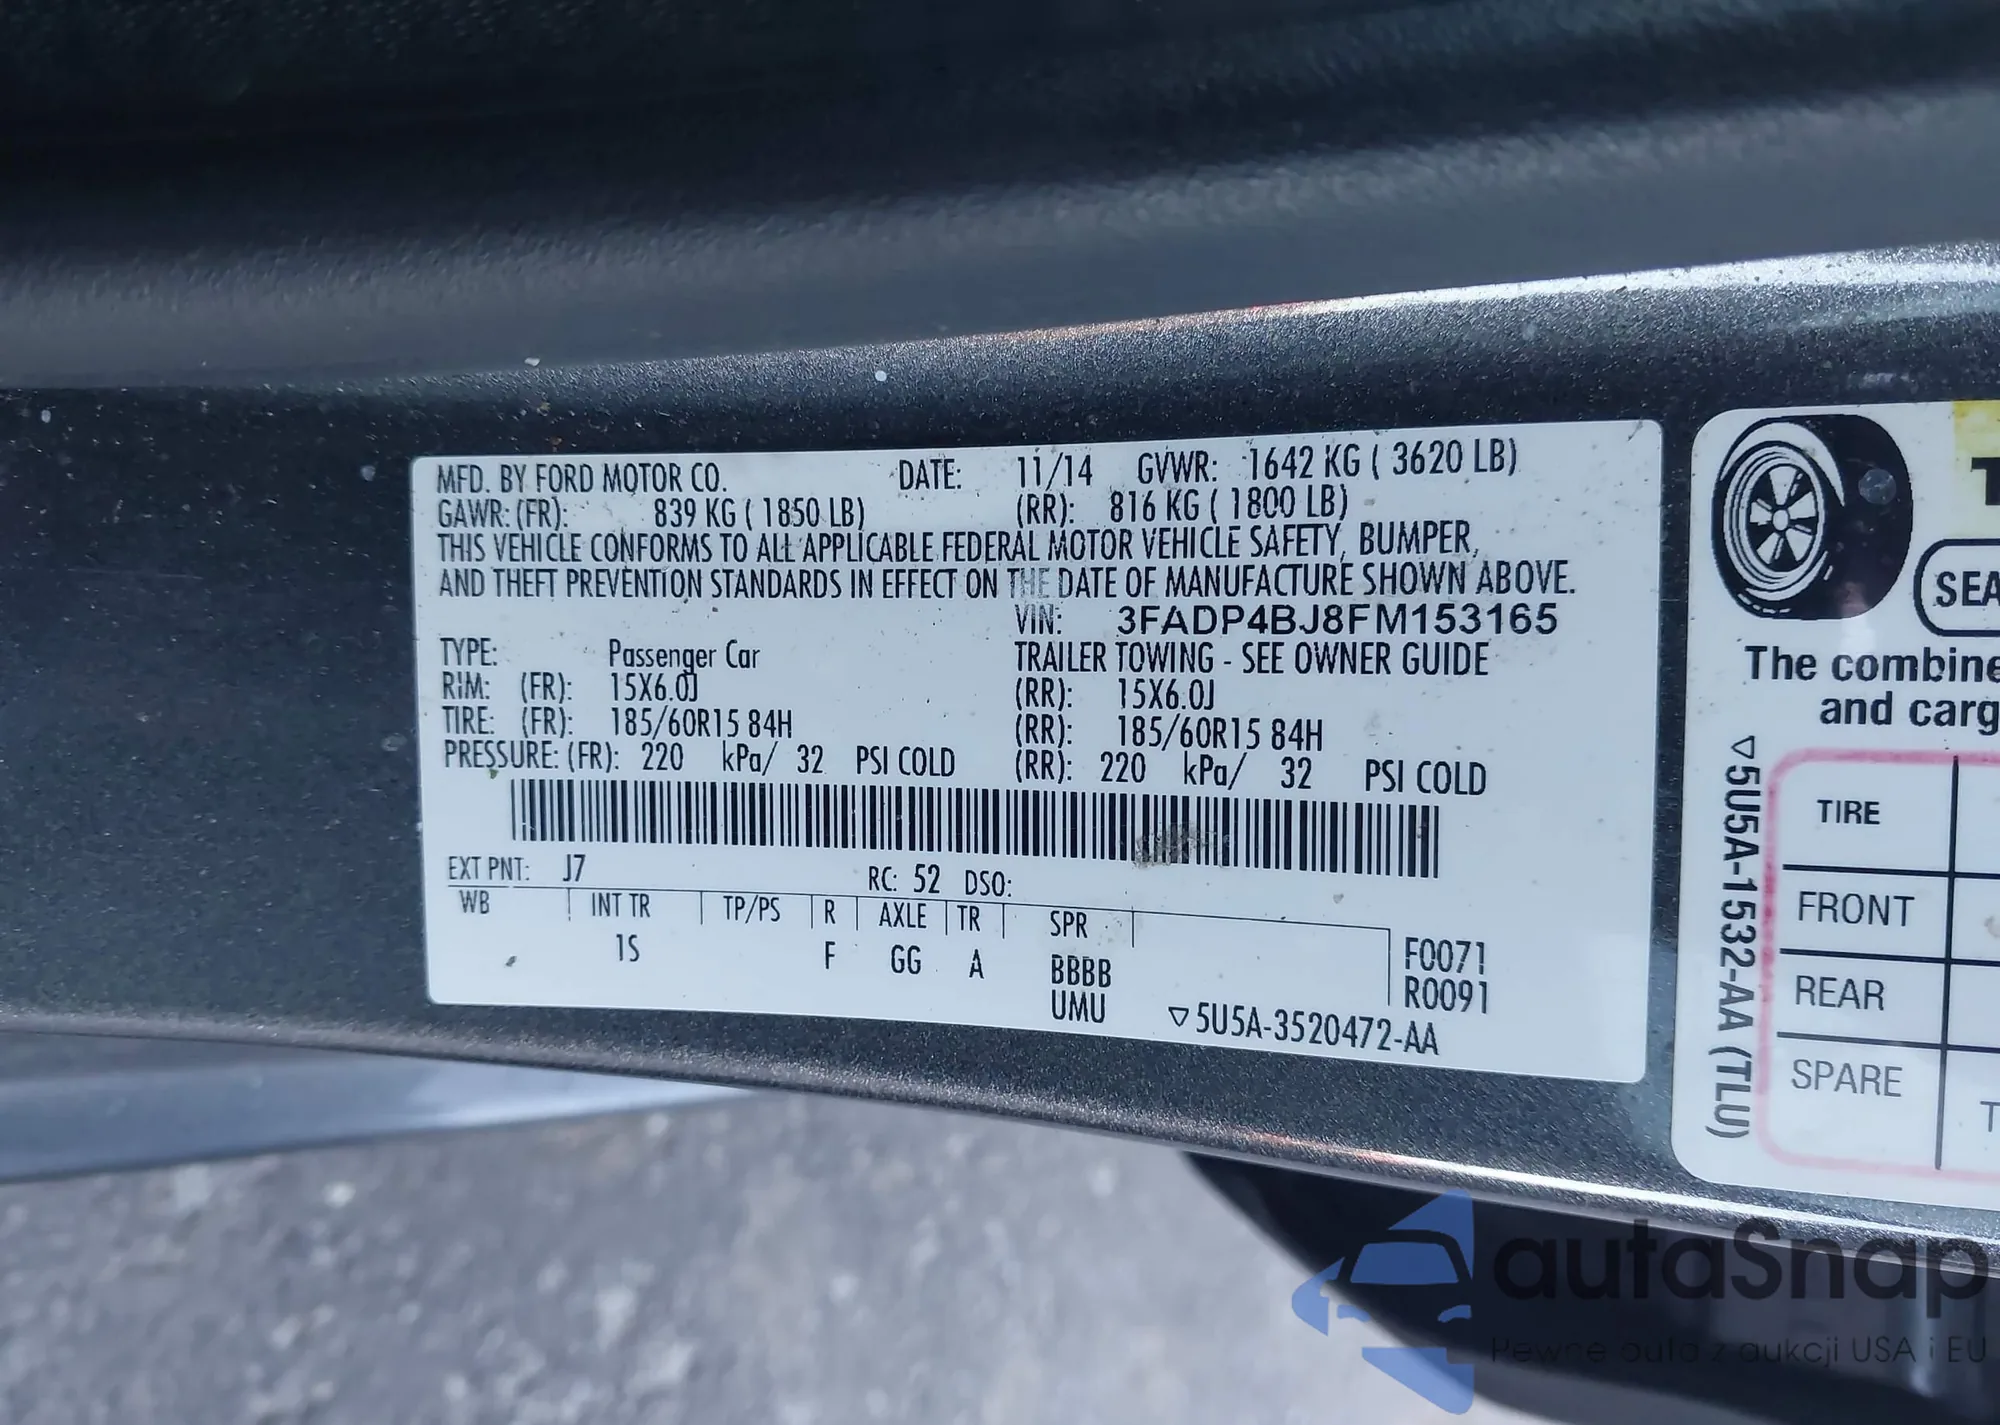 MFD. BY FORD MOTOR CO. DATE: 11/14 GVWR: 1642 KG ( 3620 LB)
GAWR: (FR): 839 KG ( 1850 LB) (RR): 816 KG ( 1800 LB)
THIS VEHICLE CONFORMS TO ALL APPLICABLE FEDERAL MOTOR VEHICLE SAFETY, BUMPER,
AND THEFT PREVENTION STANDARDS IN EFFECT ON THE DATE OF MANUFACTURE SHOWN ABOVE.
VIN: 3FADP4BJ8FM153165
TYPE: Passenger Car TRAILER TOWING - SEE OWNER GUIDE
RIM: (FR): 15X6.0J (RR): 15X6.0J
TIRE: (FR): 185/60R15 84H (RR): 185/60R15 84H
PRESSURE: (FR): 220 kPa/ 32 PSI COLD (RR): 220 kPa/ 32 PSI COLD
EXT PNT: J7 RC: 52 DSO:
WB INT TR TP/PS R AXLE TR SPR
1S F GG A BBBB F0071
UMU R0091
▽5U5A-3520472-AA
The combine
and carg
▽5U5A-1532-AA (TLU)
TIRE
FRONT
REAR
SPARE
autoSnap
Pewne auta z aukcji USA i EU